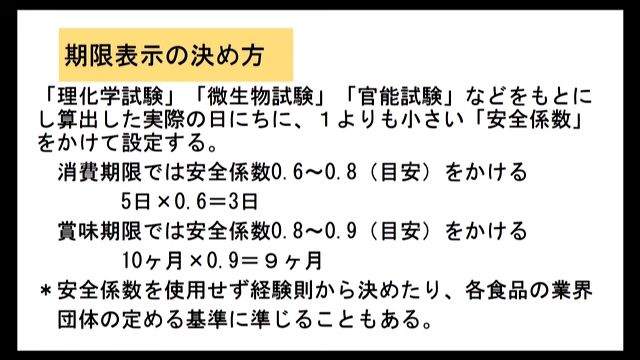 期限表示の決め方
「理化学試験」「微生物試験」「官能試験」などをもとに
し算出した実際の日にちに、１よりも小さい「安全係数」
をかけて設定する。
消費期限では安全係数0.6～0.8（目安）をかける
5日×0.6＝3日
賞味期限では安全係数0.8～0.9（目安）をかける
10ヶ月×0.9＝９ヶ月
＊安全係数を使用せず経験則から決めたり、各食品の業界
団体の定める基準に準じることもある。